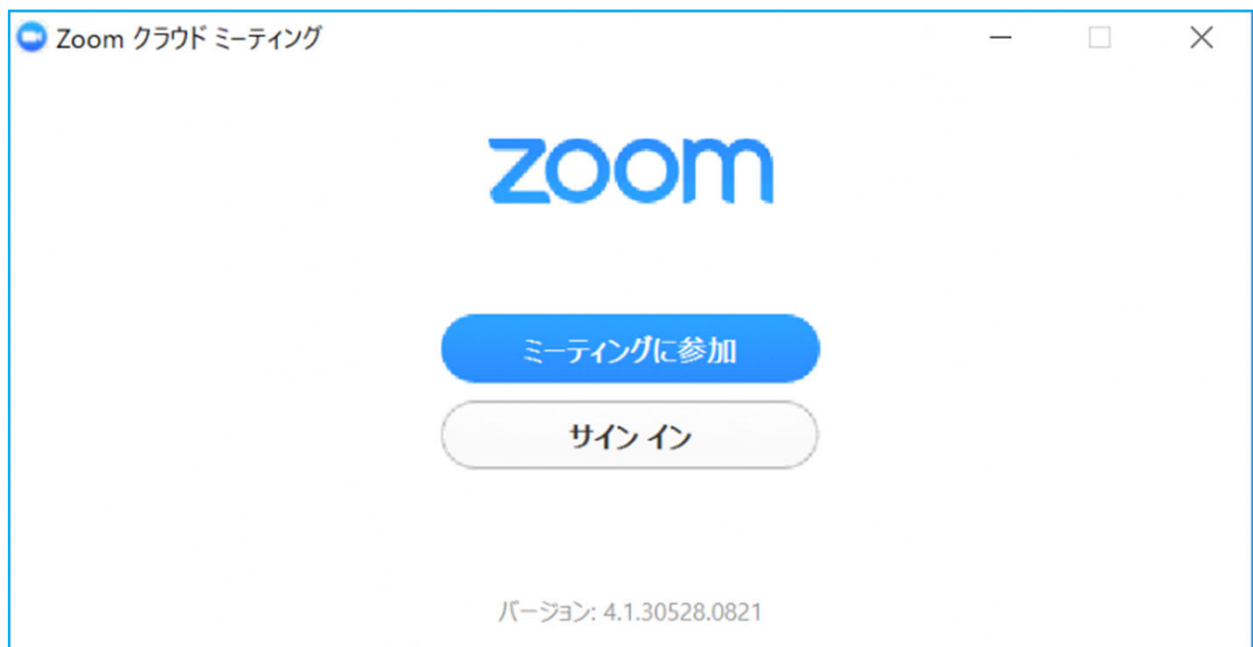 Zoom クラウド ミーティング
zoom
ミーティングに参加
サイン イン
バージョン: 4.1.30528.0821